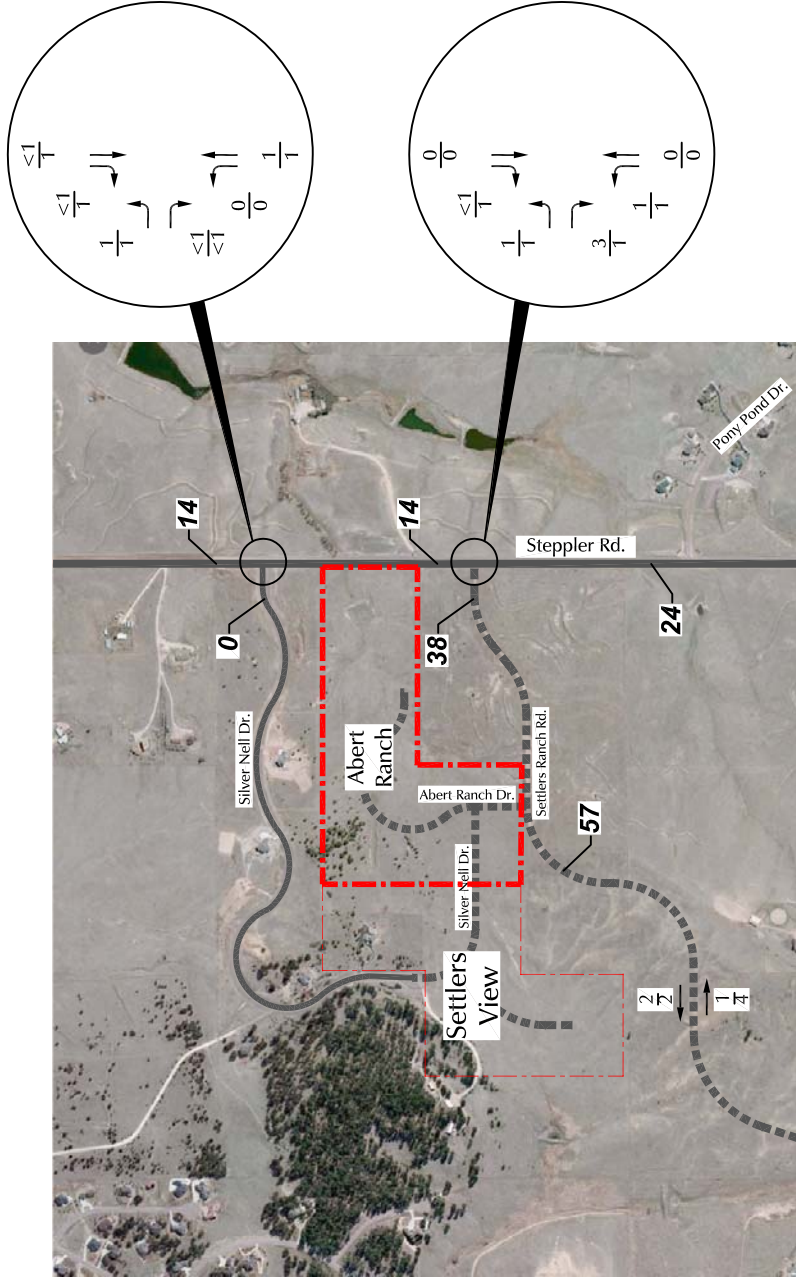 <1/1
<1/1
1/1
<1/<1
0/0
1/1
0/0
<1/1
1/1
3/1
1/1
0/0
14
14
0
38
24
57
Steppler Rd.
Pony Pond Dr.
Silver Nell Dr.
Abert
Ranch
Abert Ranch Dr.
Settlers Ranch Rd.
Silver Nell Dr.
Settlers
View
2/2
1/4